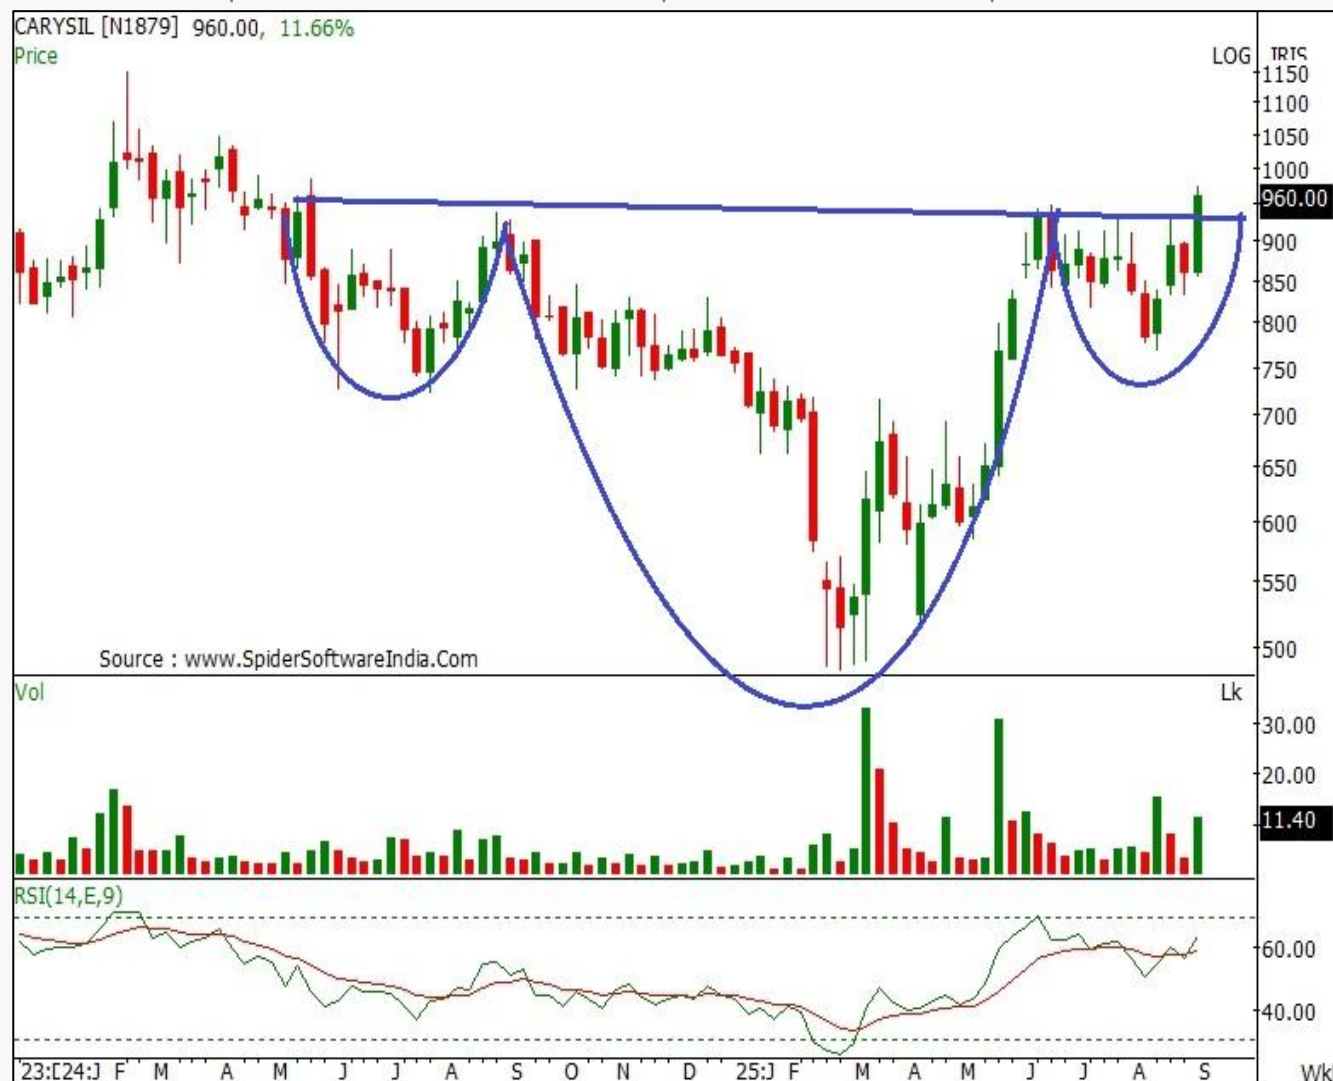 CARYSIL [N1879] 960.00, 11.66%
Price
LOG IRIS
1150
1100
1050
1000
960.00
900
850
800
750
700
650
600
550
500
Source : www.SpiderSoftwareIndia.Com
Vol
Lk
30.00
20.00
11.40
RSI(14,E,9)
60.00
40.00
23:D24:J F M A M J J A S O N D 25:J F M A M J J A S Wk